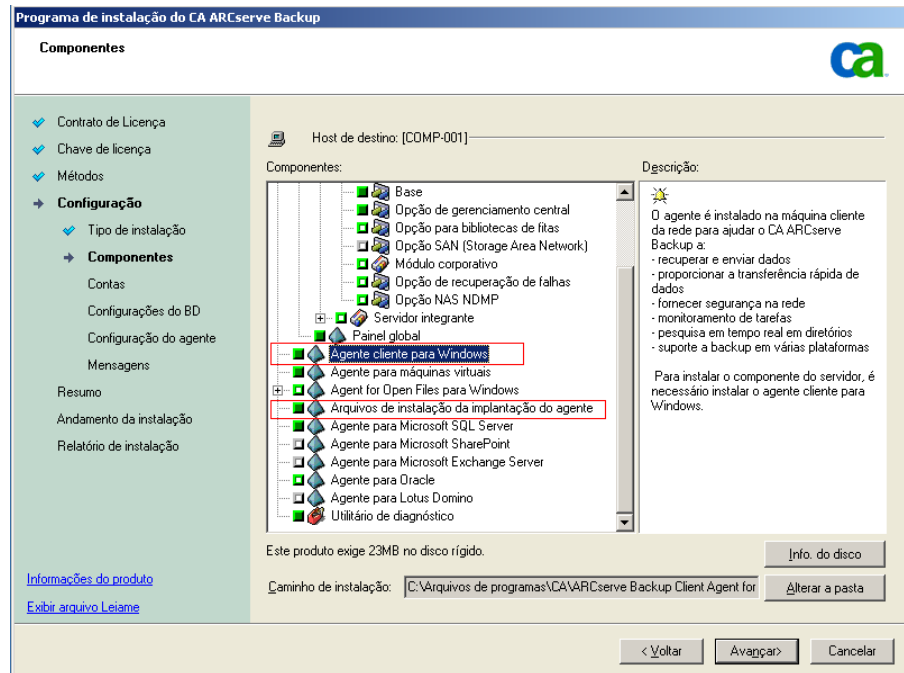 Programa de instalação do CA ARCserve Backup
Componentes
ca
Contrato de Licença
Chave de licença
Métodos
Configuração
Tipo de instalação
Componentes
Contas
Configurações do BD
Configuração do agente
Mensagens
Resumo
Andamento da instalação
Relatório de instalação
Informações do produto
Exibir arquivo Leiame
Host de destino: [COMP-001]
Componentes:
Base
Opção de gerenciamento central
Opção para bibliotecas de fitas
Opção SAN (Storage Area Network)
Módulo corporativo
Opção de recuperação de falhas
Opção NAS NDMP
Servidor integrante
Painel global
Agente cliente para Windows
Agente para máquinas virtuais
Agent for Open Files para Windows
Arquivos de instalação da implantação do agente
Agente para Microsoft SQL Server
Agente para Microsoft SharePoint
Agente para Microsoft Exchange Server
Agente para Oracle
Agente para Lotus Domino
Utilitário de diagnóstico
Descrição:
O agente é instalado na máquina cliente
da rede para ajudar o CA ARCserve
Backup a:
- recuperar e enviar dados
- proporcionar a transferência rápida de
dados
- fornecer segurança na rede
- monitoramento de tarefas
- pesquisa em tempo real em diretórios
- suporte a backup em várias plataformas
Para instalar o componente do servidor, é
necessário instalar o agente cliente para
Windows.
Este produto exige 23MB no disco rígido.
Info. do disco
Caminho de instalação: C:\Arquivos de programas\CA\ARCserve Backup Client Agent for
Alterar a pasta
< Voltar
Avançar>
Cancelar